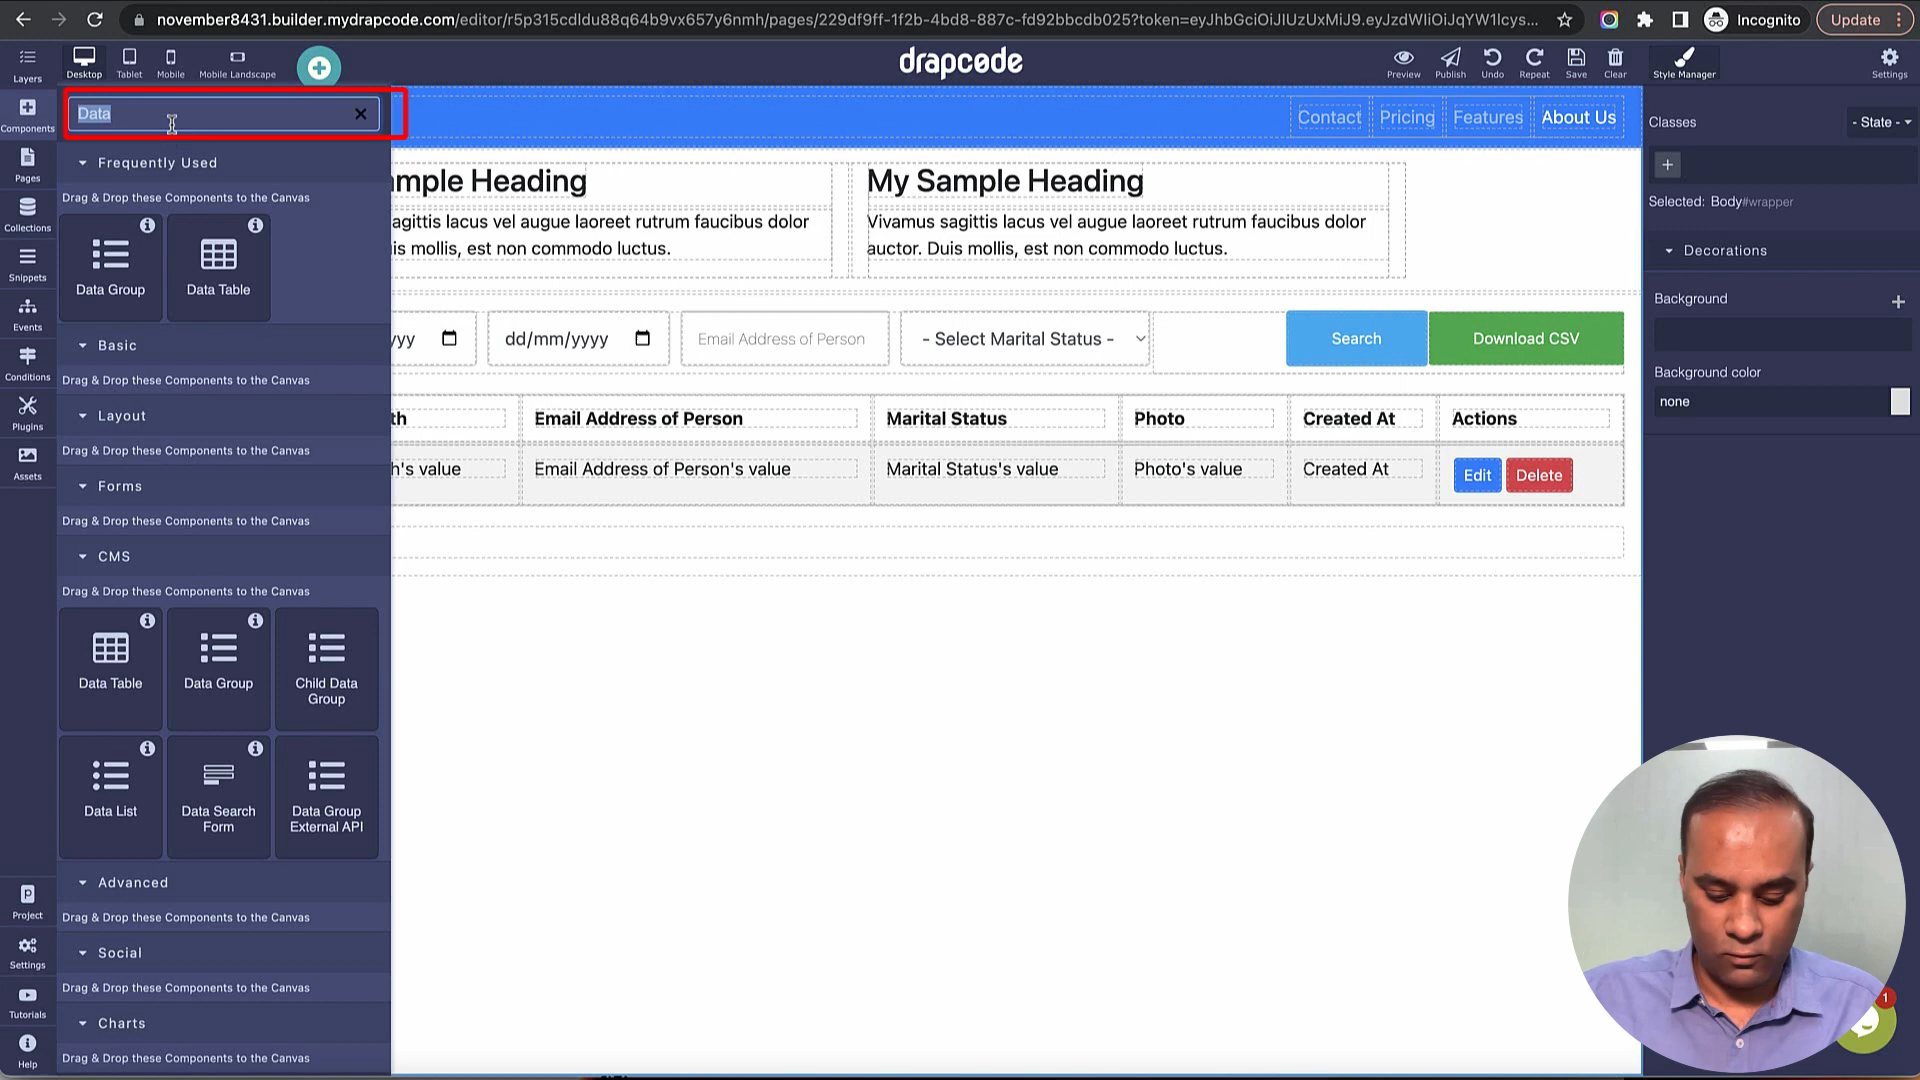 november8431.builder.mydrapcode.com/editor/r5p315cdldu88q64b9vx657y6nmh/pages/229df9ff-1f2b-4bd8-887c-fd92bbcdb025?token=eyJhbGciOiJIUzUxMiJ9.eyJzdWIiOiJqYW1lcys...
Incognito
Update
Layers
Desktop
Tablet
Mobile
Mobile Landscape
drapcode
Preview
Publish
Undo
Repeat
Save
Clear
Style Manager
Settings
Components
Pages
Collections
Snippets
Events
Conditions
Plugins
Assets
Project
Settings
Tutorials
Help
Data
Frequently Used
Drag & Drop these Components to the Canvas
Data Group
Data Table
Basic
Drag & Drop these Components to the Canvas
Layout
Drag & Drop these Components to the Canvas
Forms
Drag & Drop these Components to the Canvas
CMS
Drag & Drop these Components to the Canvas
Data Table
Data Group
Child Data
Group
Data List
Data Search
Form
Data Group
External API
Advanced
Drag & Drop these Components to the Canvas
Social
Drag & Drop these Components to the Canvas
Charts
Drag & Drop these Components to the Canvas
Contact
Pricing
Features
About Us
mple Heading
agittis lacus vel augue laoreet rutrum faucibus dolor
is mollis, est non commodo luctus.
My Sample Heading
Vivamus sagittis lacus vel augue laoreet rutrum faucibus dolor
auctor. Duis mollis, est non commodo luctus.
yy
dd/mm/yyyy
Email Address of Person
- Select Marital Status -
Search
Download CSV
th
Email Address of Person
Marital Status
Photo
Created At
Actions
h's value
Email Address of Person's value
Marital Status's value
Photo's value
Created At
Edit
Delete
Classes
- State -
Selected: Body#wrapper
Decorations
Background
Background color
none
1